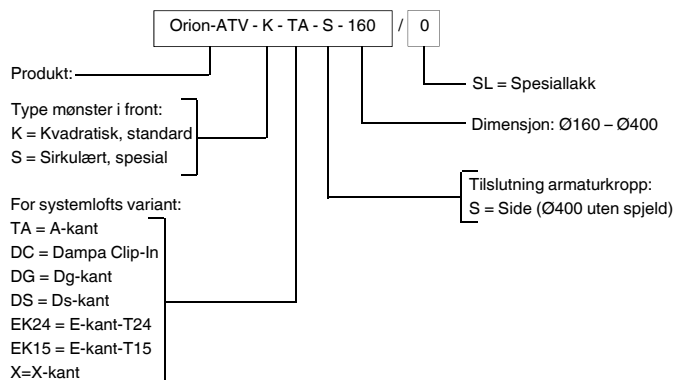 Orion-ATV - K - TA - S - 160 / 0
Produkt:
SL = Spesiallakk
Type mønster i front:
K = Kvadratisk, standard
S = Sirkulært, spesial
Dimensjon: Ø160 – Ø400
Tilslutning armaturkropp:
S = Side (Ø400 uten spjeld)
For systemlofts variant:
TA = A-kant
DC = Dampa Clip-In
DG = Dg-kant
DS = Ds-kant
EK24 = E-kant-T24
EK15 = E-kant-T15
X=X-kant